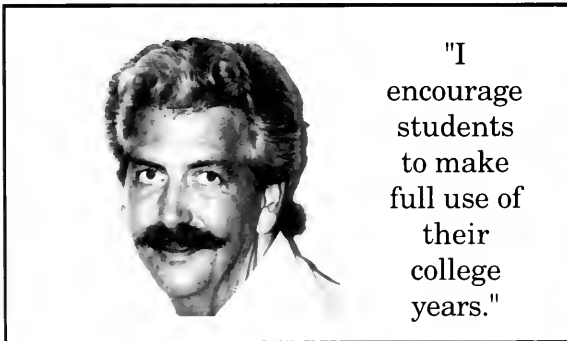 "I
encourage
students
to make
full use of
their
college
years."